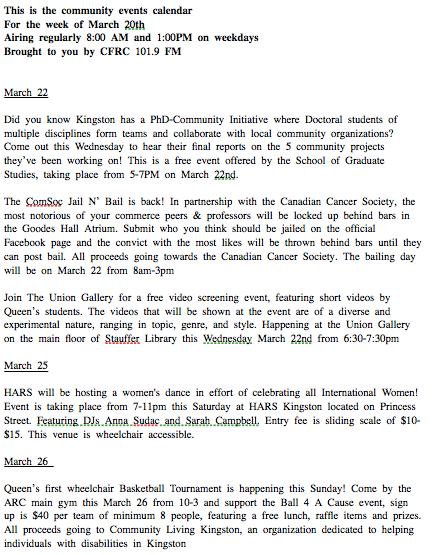 This is the community events calendar
For the week of March 20th
Airing regularly 8:00 AM and 1:00PM on weekdays
Brought to you by CFRC 101.9 FM
March 22
Did you know Kingston has a PhD-Community Initiative where Doctoral students of
multiple disciplines form teams and collaborate with local community organizations?
Come out this Wednesday to hear their final reports on the 5 community projects
they've been working on! This is a free event offered by the School of Graduate
Studies, taking place from 5-7PM on March 22nd.
The ComSoc Jail N' Bail is back! In partnership with the Canadian Cancer Society, the
most notorious of your commerce peers & professors will be locked up behind bars in
the Goodes Hall Atrium. Submit who you think should be jailed on the official
Facebook page and the convict with the most likes will be thrown behind bars until they
can post bail. All proceeds going towards the Canadian Cancer Society. The bailing day
will be on March 22 from 8am-3pm
Join The Union Gallery for a free video screening event, featuring short videos by
Queen's students. The videos that will be shown at the event are of a diverse and
experimental nature, ranging in topic, genre, and style. Happening at the Union Gallery
on the main floor of Stauffer Library this Wednesday March 22nd from 6:30-7:30pm
March 25
HARS will be hosting a women's dance in effort of celebrating all International Women!
Event is taking place from 7-11pm this Saturday at HARS Kingston located on Princess
Street. Featuring DJs Anna Sudac and Sarah Campbell. Entry fee is sliding scale of $10-
$15. This venue is wheelchair accessible.
March 26
Queen's first wheelchair Basketball Tournament is happening this Sunday! Come by the
ARC main gym this March 26 from 10-3 and support the Ball 4 A Cause event, sign
up is $40 per team of minimum 8 people, featuring a free lunch, raffle items and prizes.
All proceeds going to Community Living Kingston, an organization dedicated to helping
individuals with disabilities in Kingston